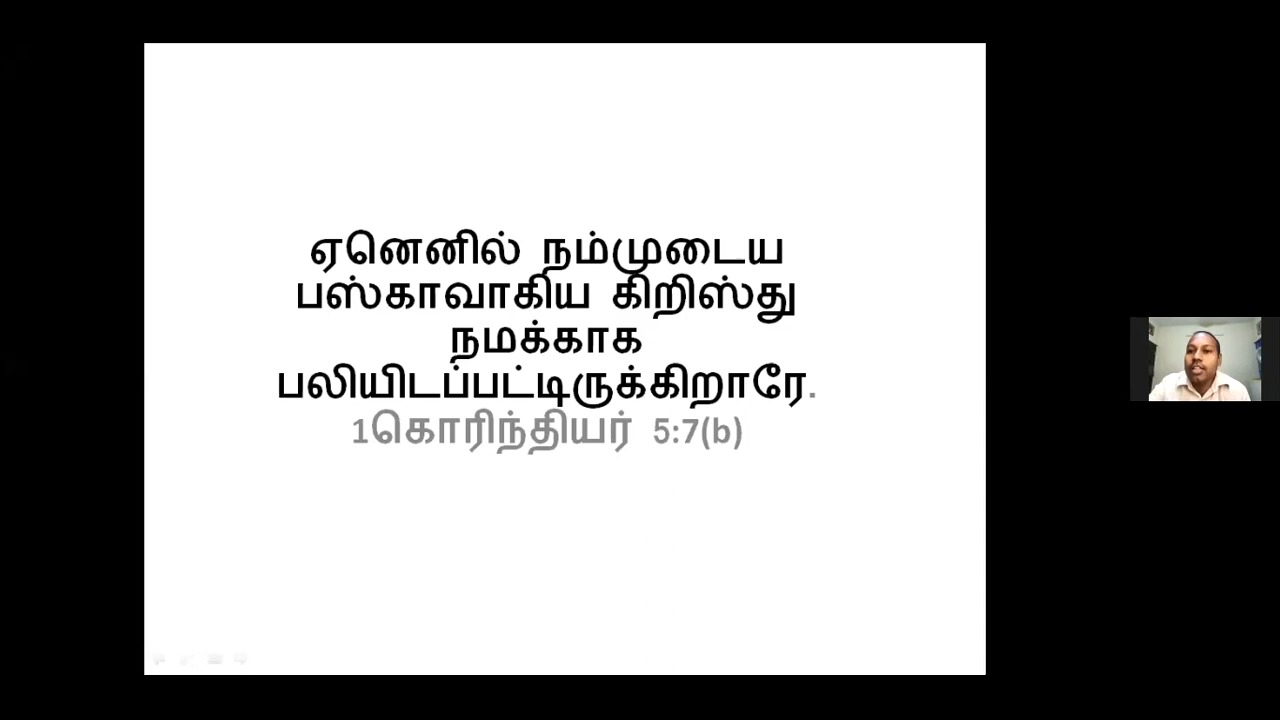 ஏனெனில் நம்முடைய
பஸ்காவாகிய கிறிஸ்து
நமக்காக
பலியிடப்பட்டிருக்கிறாரே.
1கொரிந்தியர் 5:7(b)